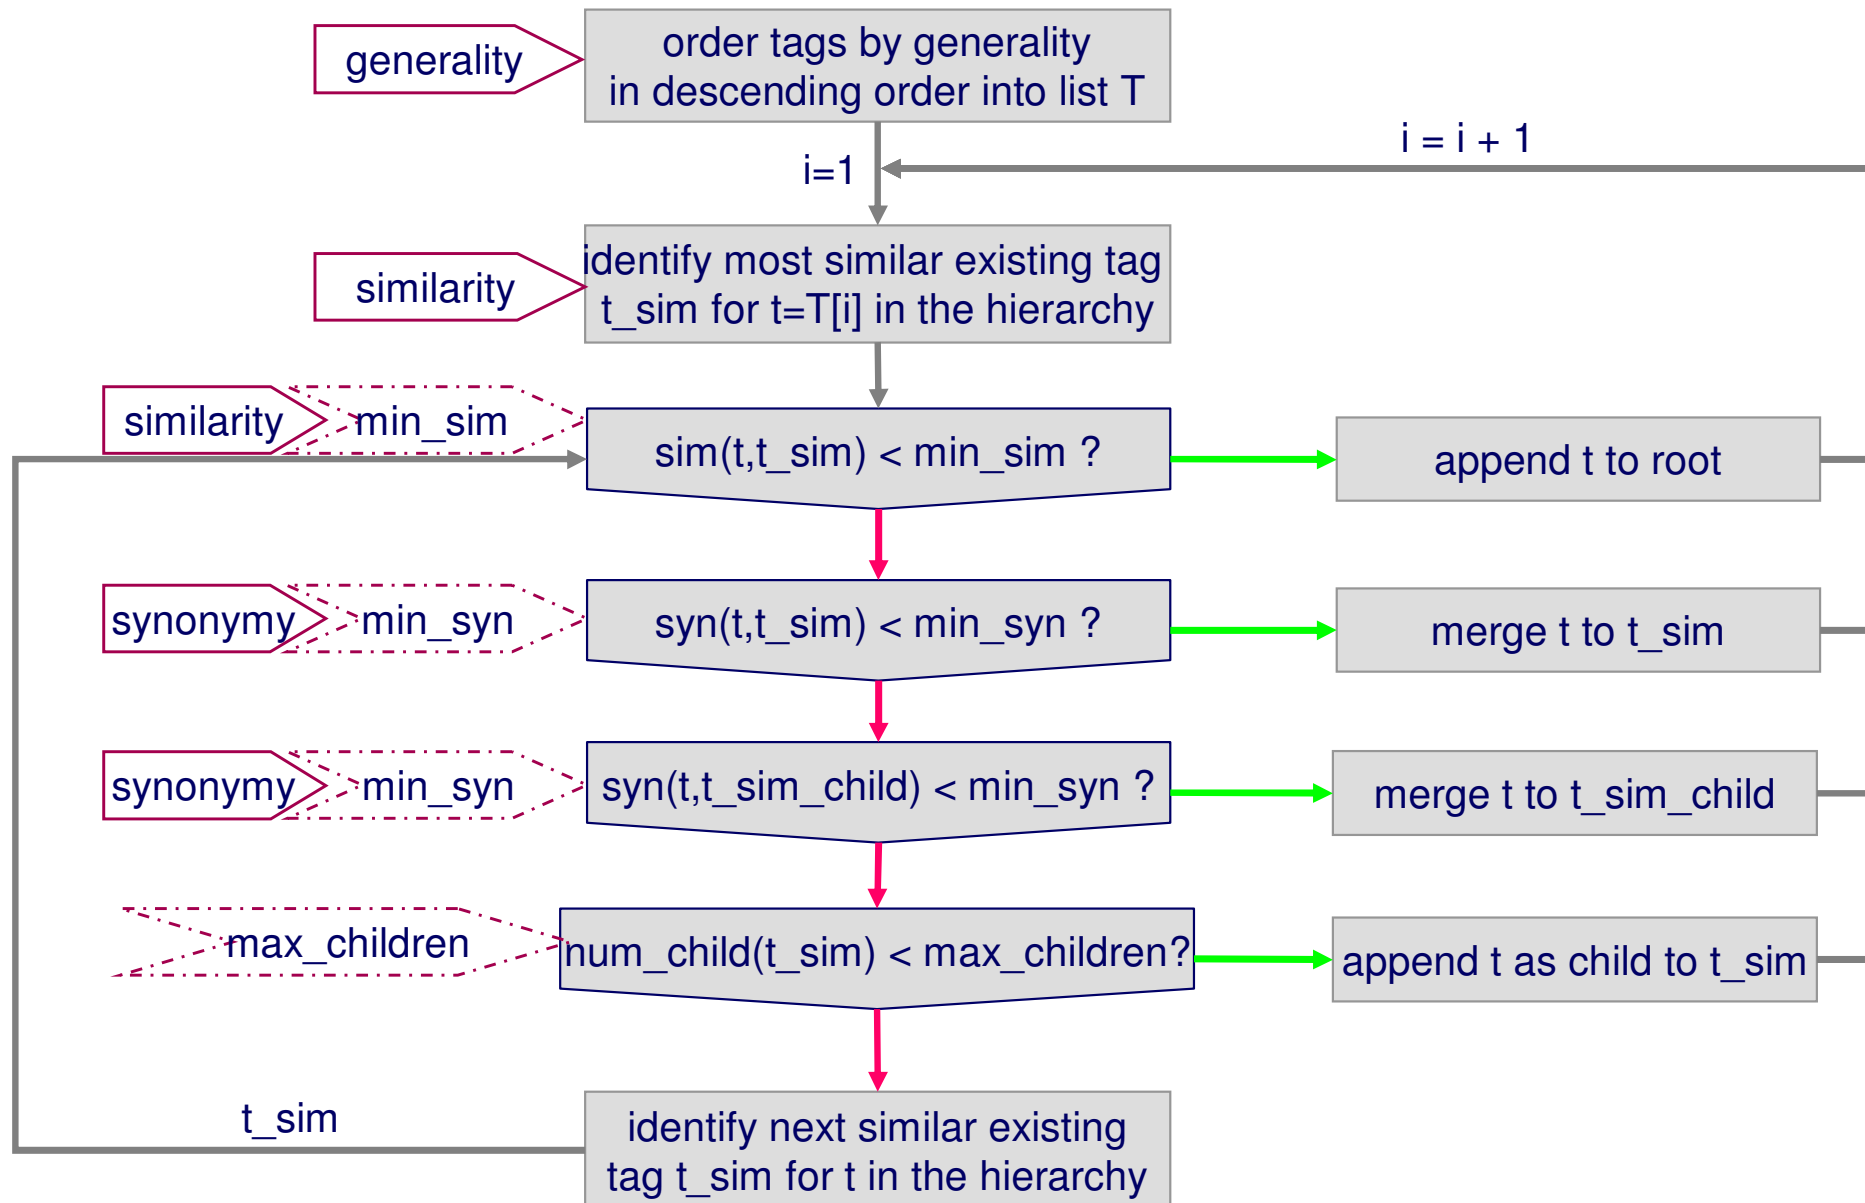 generality
order tags by generality
in descending order into list T
i = i + 1
i=1
similarity
identify most similar existing tag
t_sim for t=T[i] in the hierarchy
similarity
min_sim
sim(t,t_sim) < min_sim ?
append t to root
synonymy
min_syn
syn(t,t_sim) < min_syn ?
merge t to t_sim
synonymy
min_syn
syn(t,t_sim_child) < min_syn ?
merge t to t_sim_child
max_children
num_child(t_sim) < max_children?
append t as child to t_sim
t_sim
identify next similar existing
tag t_sim for t in the hierarchy